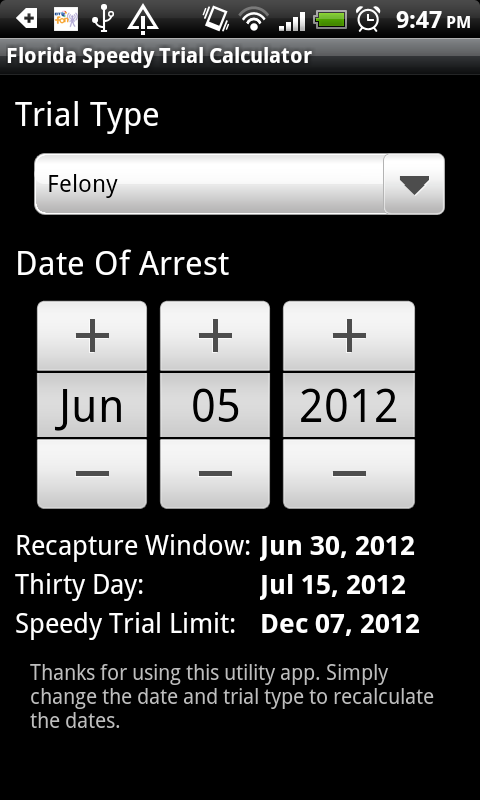 9:47 PM
Florida Speedy Trial Calculator
Trial Type
Felony
Date Of Arrest
+ + +
Jun 05 2012
− − −
Recapture Window: Jun 30, 2012
Thirty Day: Jul 15, 2012
Speedy Trial Limit: Dec 07, 2012
Thanks for using this utility app. Simply
change the date and trial type to recalculate
the dates.